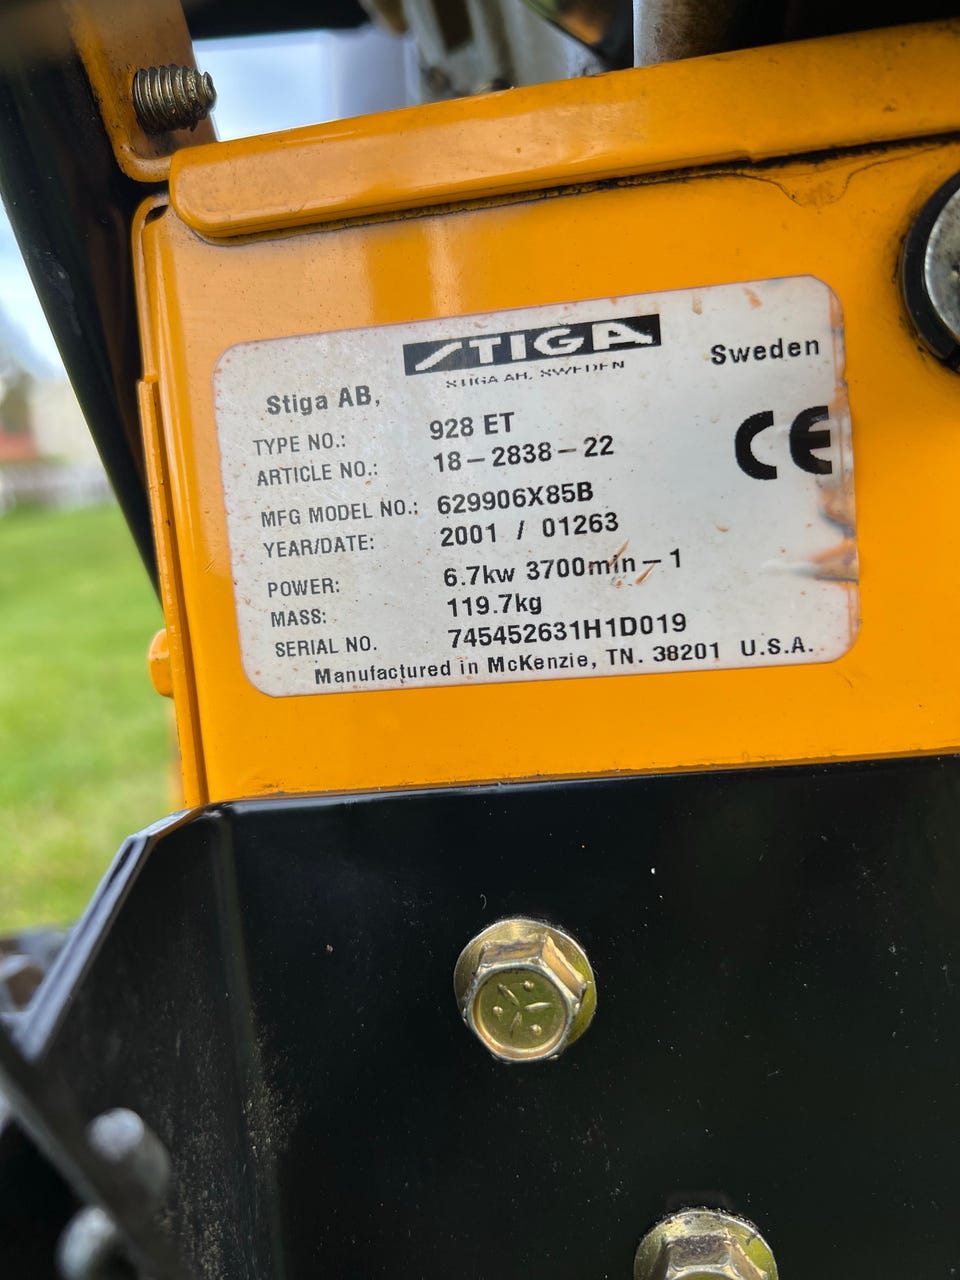 STIGA
STIGA AB, SWEDEN
Stiga AB,
Sweden
TYPE NO.: 928 ET
ARTICLE NO.: 18-2838-22
CE
MFG MODEL NO.: 629906X85B
YEAR/DATE: 2001 / 01263
POWER: 6.7kw 3700min-1
MASS: 119.7kg
SERIAL NO. 745452631H1D019
Manufactured in McKenzie, TN. 38201 U.S.A.